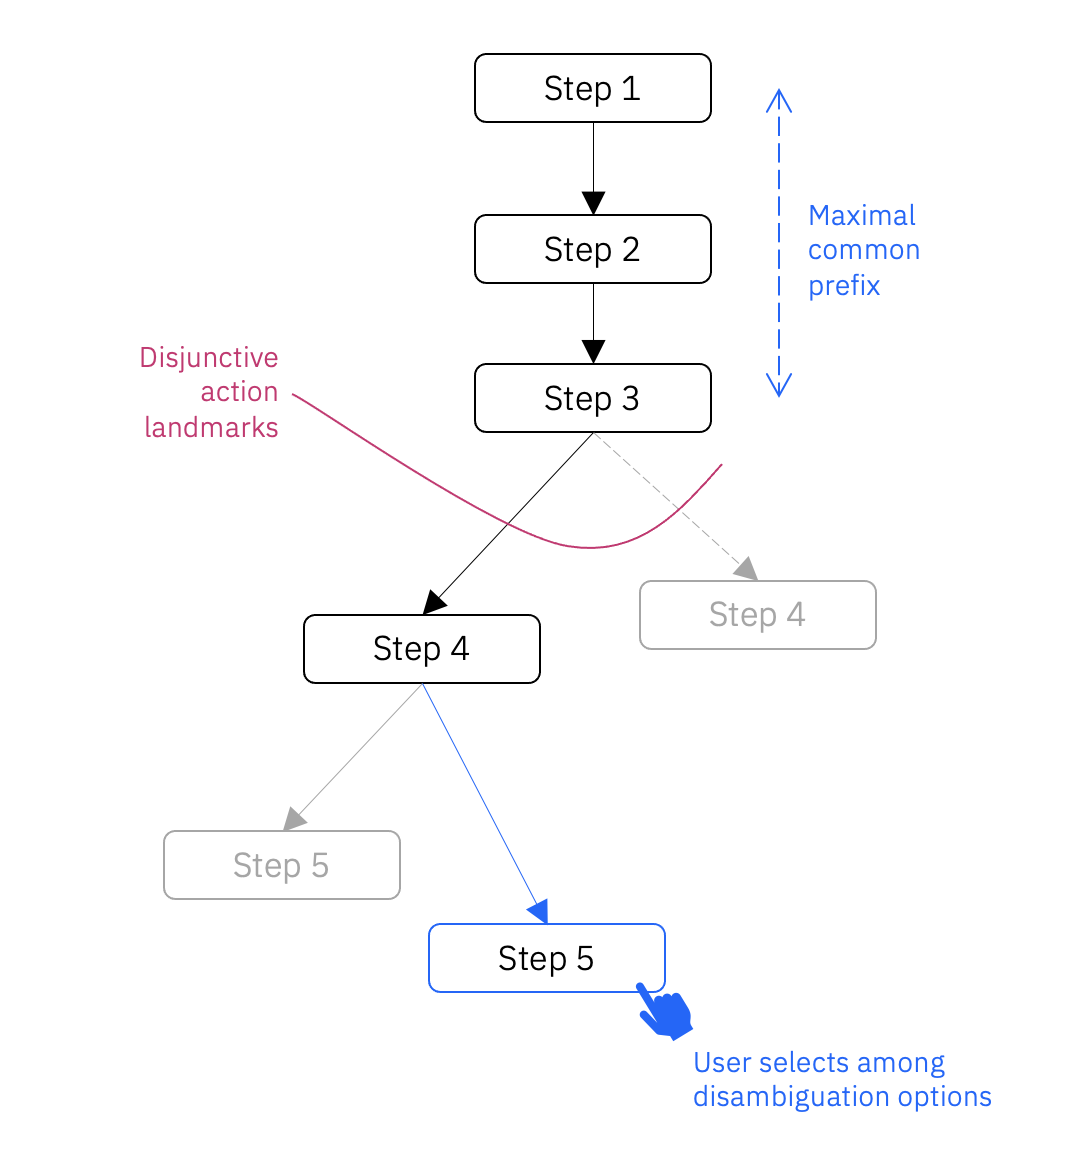 Step 1
Maximal
common
prefix
Step 2
Disjunctive
action
landmarks
Step 3
Step 4
Step 4
Step 5
Step 5
User selects among
disambiguation options